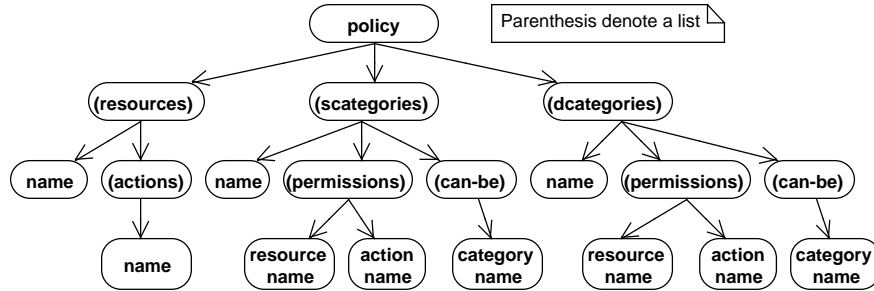 policy
Parenthesis denote a list
(resources)
(scategories)
(dcategories)
name
(actions)
name
(permissions)
(can-be)
name
(permissions)
(can-be)
name
resource
name
action
name
category
name
resource
name
action
name
category
name